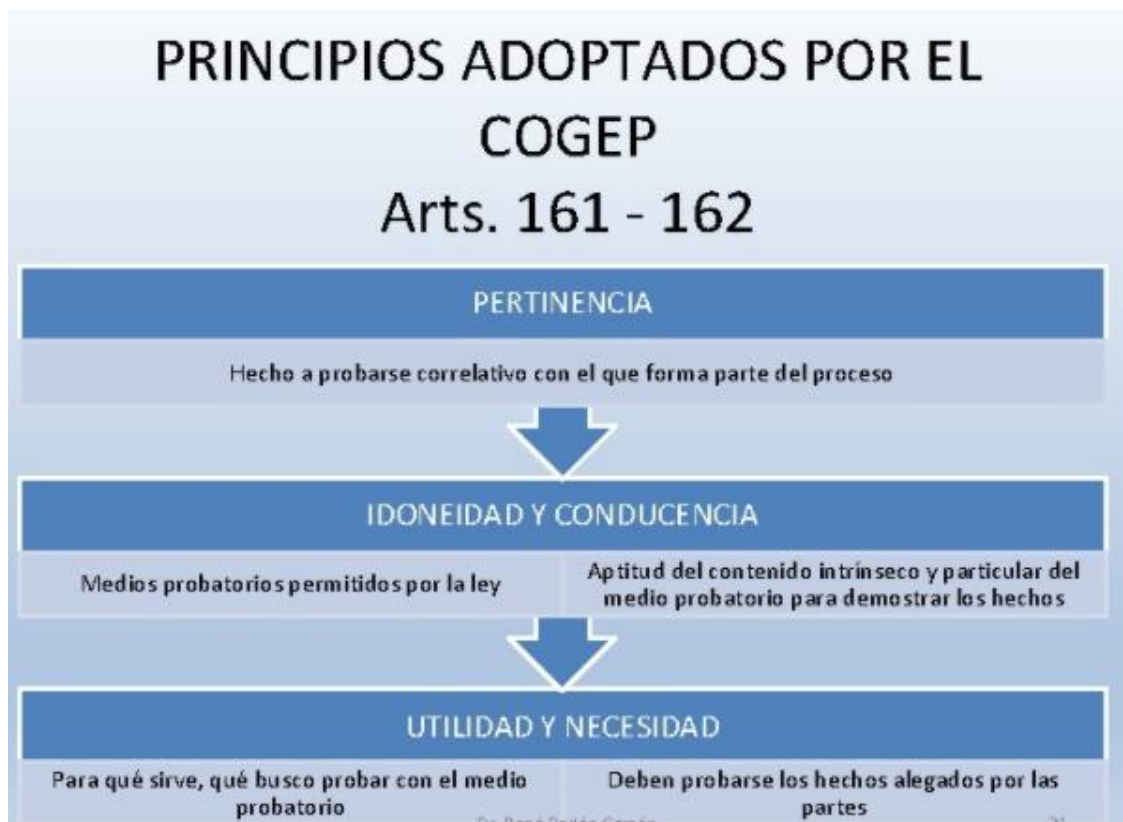 PRINCIPIOS ADOPTADOS POR EL
COGEP
Arts. 161 - 162
PERTINENCIA
Hecho a probarse correlativo con el que forma parte del proceso
IDONEIDAD Y CONDUCENCIA
Medios probatorios permitidos por la ley
Aptitud del contenido intrínseco y particular del
medio probatorio para demostrar los hechos
UTILIDAD Y NECESIDAD
Para qué sirve, qué busco probar con el medio
probatorio
Deben probarse los hechos alegados por las
partes